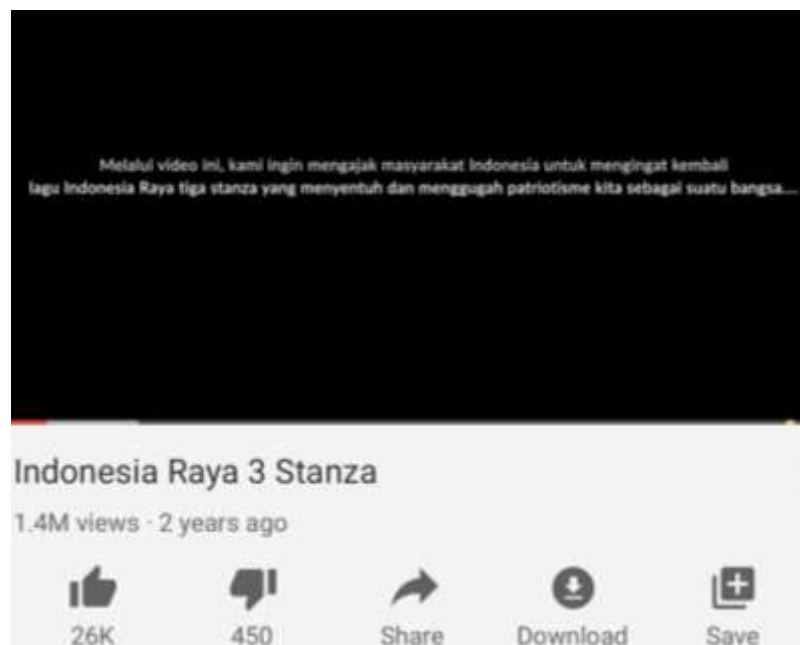 Melalui video ini, kami ingin mengajak masyarakat Indonesia untuk mengingat kembali
lagu Indonesia Raya tiga stanza yang menyentuh dan menggugah patriotisme kita sebagai suatu bangsa....
Indonesia Raya 3 Stanza
1.4M views · 2 years ago
26K 450 Share Download Save